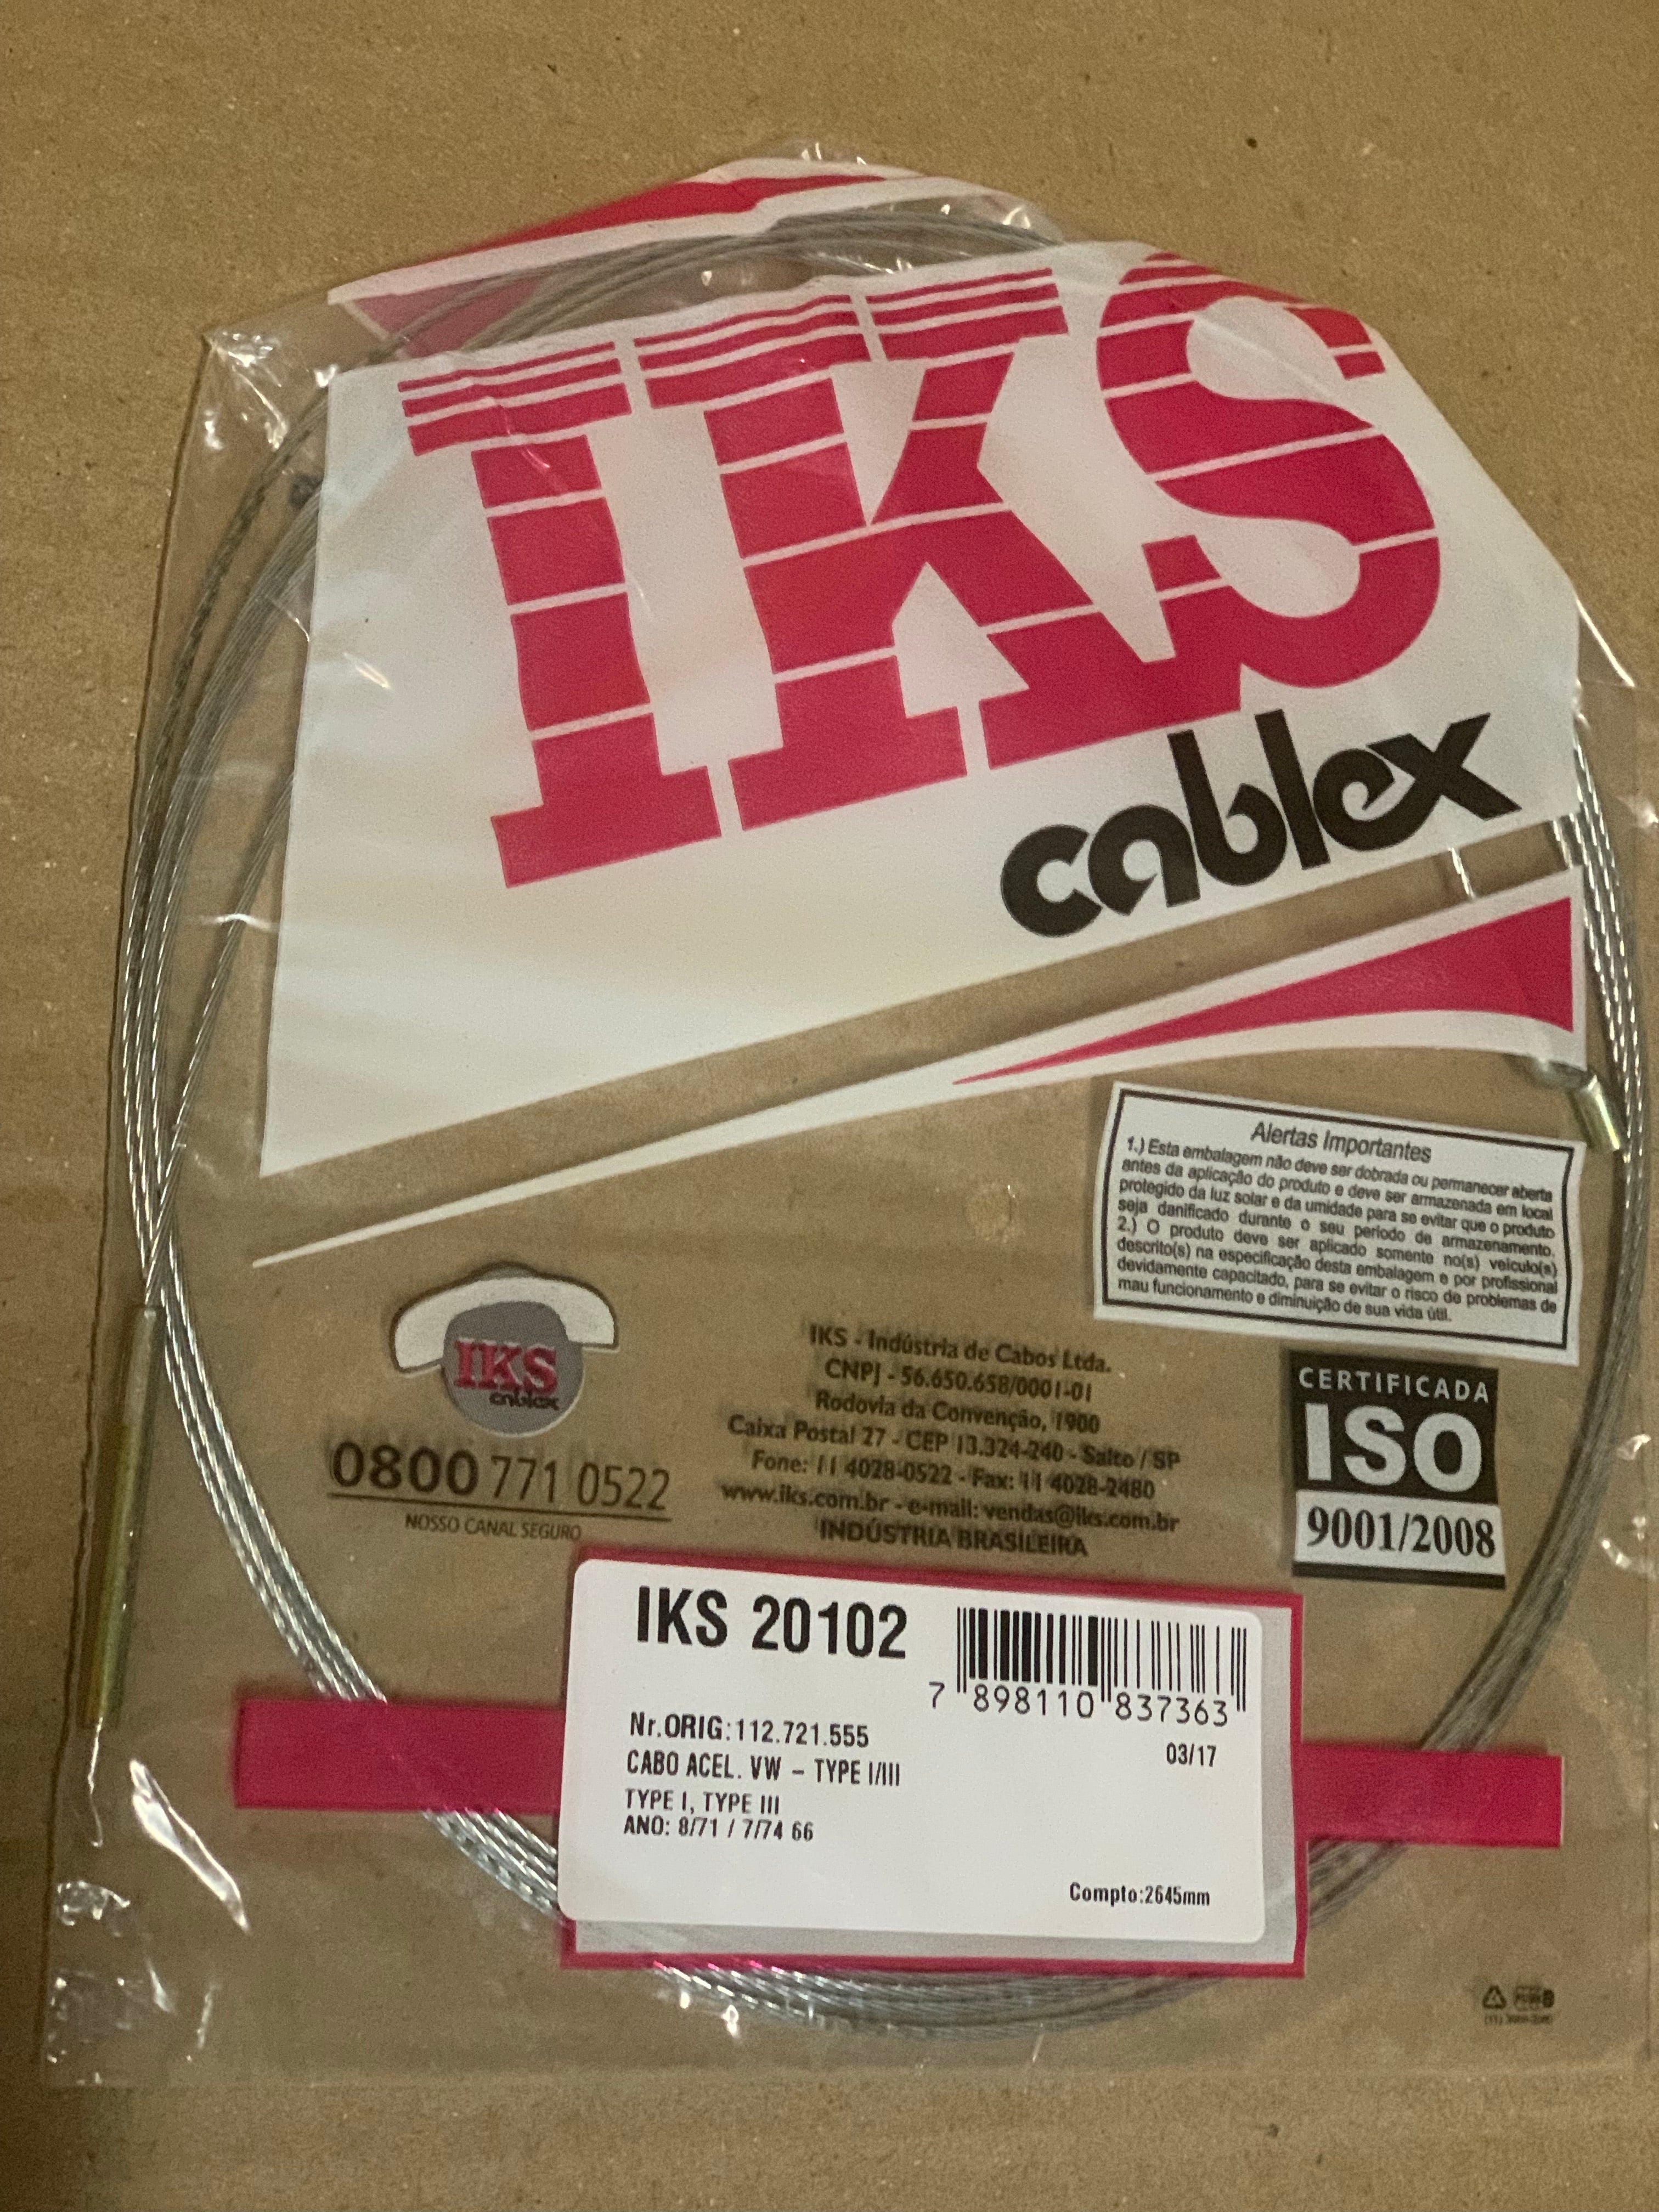 IKS
cablex
Alertas Importantes
1.) Esta embalagem não deve ser dobrada ou permanecer aberta
antes da aplicação do produto e deve ser armazenada em local
protegido da luz solar e da umidade para se evitar que o produto
seja danificado durante o seu período de armazenamento.
2.) O produto deve ser aplicado somente no(s) veículo(s)
descrito(s) na especificação desta embalagem e por profissional
devidamente capacitado, para se evitar o risco de problemas de
mau funcionamento e diminuição de sua vida útil.
IKS
cablex
0800 771 0522
NOSSO CANAL SEGURO
IKS - Indústria de Cabos Ltda.
CNPJ - 56.650.658/0001-01
Rodovia da Convenção, 1900
Caixa Postal 27 - CEP 13.324-240 - Salto / SP
Fone: 11 4028-0522 - Fax: 11 4028-2480
www.iks.com.br - e-mail: vendas@iks.com.br
INDÚSTRIA BRASILEIRA
CERTIFICADA
ISO
9001/2008
IKS 20102
7 898110 837363
Nr.ORIG:112.721.555
03/17
CABO ACEL. VW – TYPE I/III
TYPE I, TYPE III
ANO: 8/71 / 7/74 66
Compto:2645mm